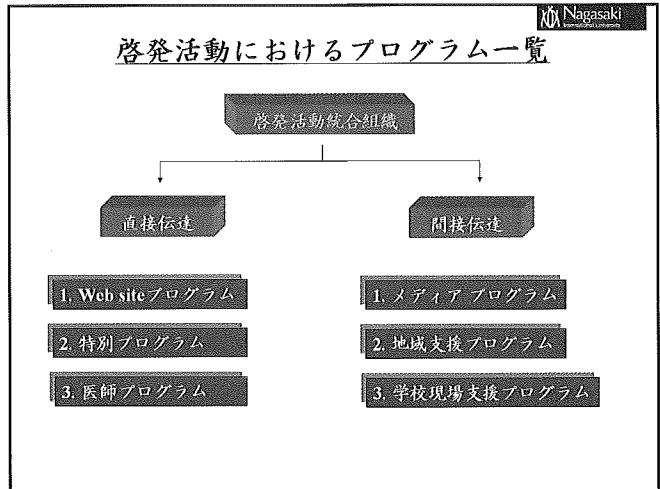 Nagasaki
International University
啓発活動におけるプログラム一覧
啓発活動統合組織
直接伝達
間接伝達
1. Web siteプログラム
2. 特別プログラム
3. 医師プログラム
1. メディア プログラム
2. 地域支援プログラム
3. 学校現場支援プログラム